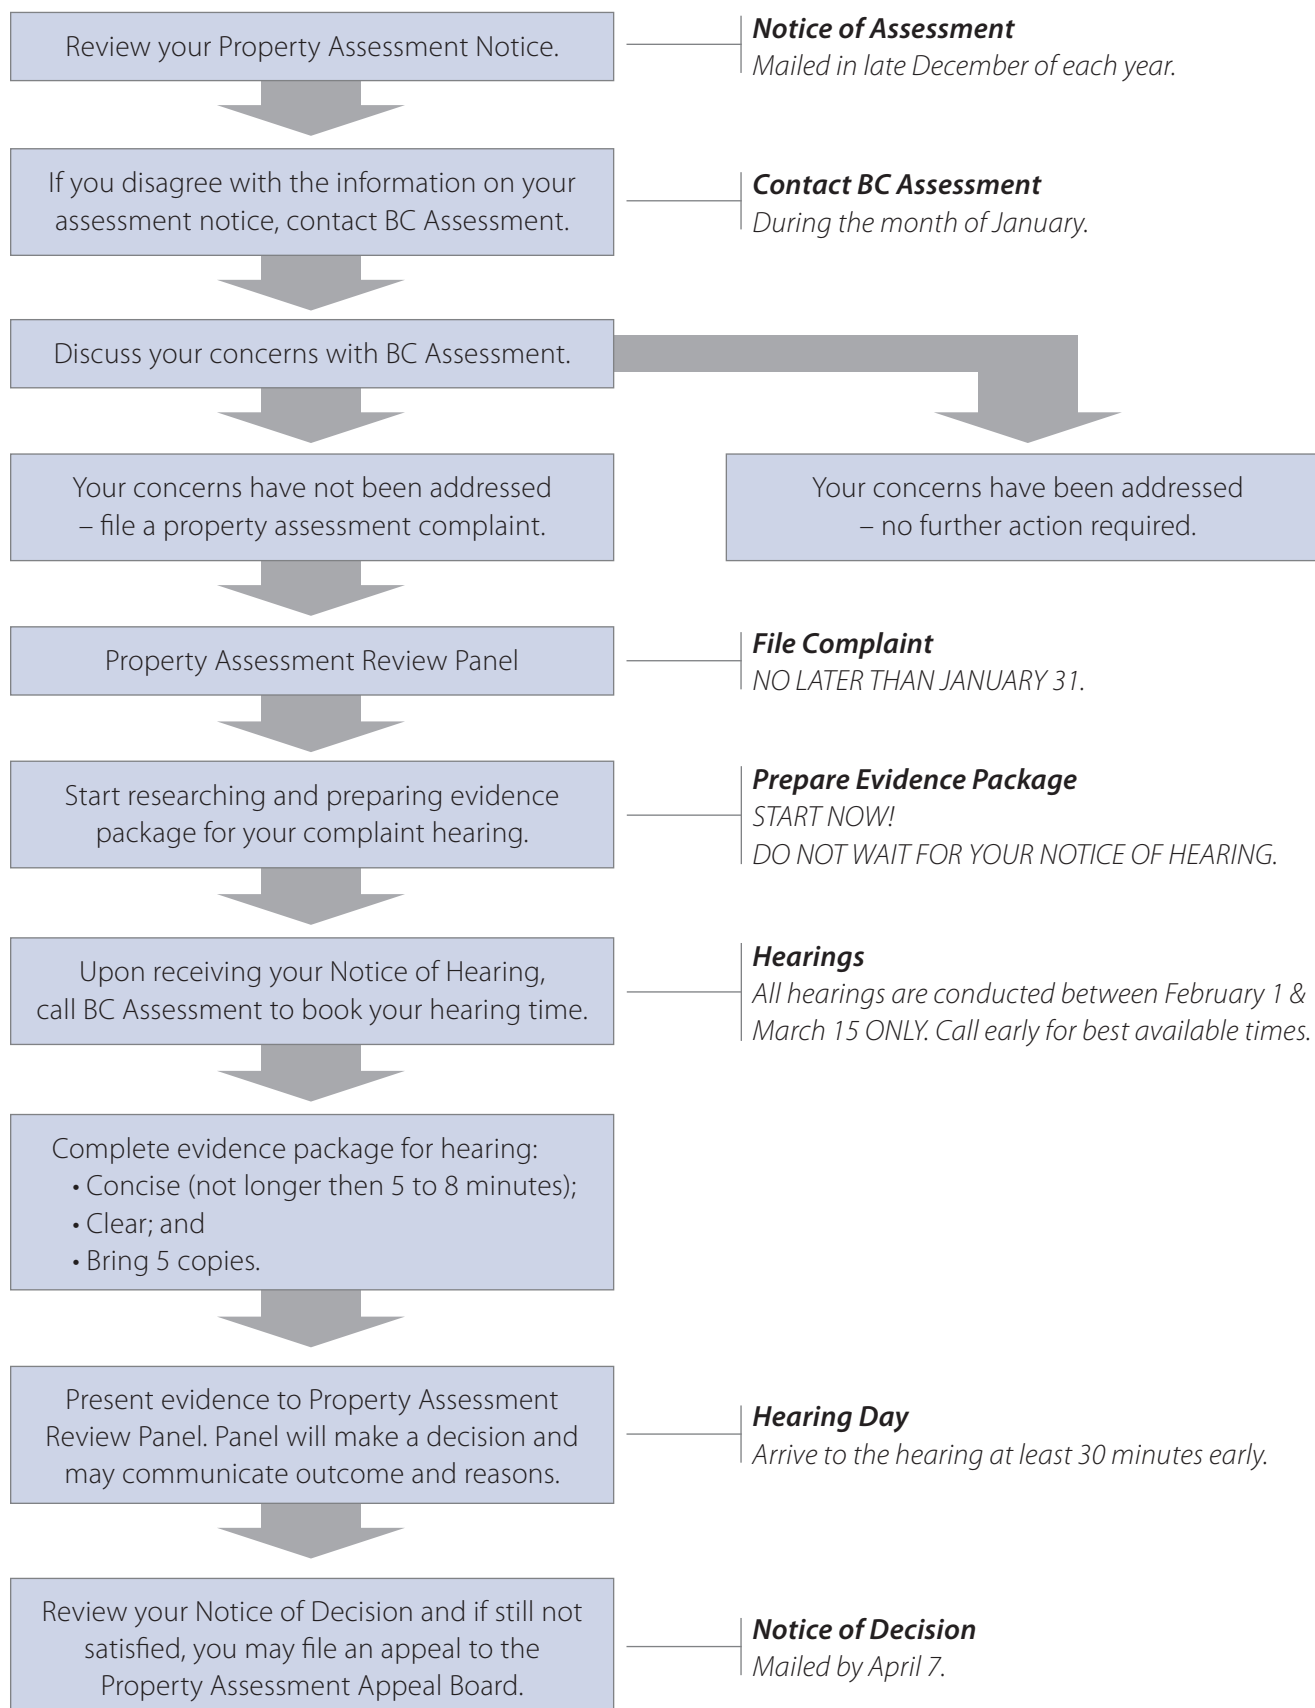 Review your Property Assessment Notice.
Notice of Assessment
Mailed in late December of each year.
If you disagree with the information on your
assessment notice, contact BC Assessment.
Contact BC Assessment
During the month of January.
Discuss your concerns with BC Assessment.
Your concerns have not been addressed
– file a property assessment complaint.
Your concerns have been addressed
– no further action required.
Property Assessment Review Panel
File Complaint
NO LATER THAN JANUARY 31.
Start researching and preparing evidence
package for your complaint hearing.
Prepare Evidence Package
START NOW!
DO NOT WAIT FOR YOUR NOTICE OF HEARING.
Upon receiving your Notice of Hearing,
call BC Assessment to book your hearing time.
Hearings
All hearings are conducted between February 1 &
March 15 ONLY. Call early for best available times.
Complete evidence package for hearing:
• Concise (not longer then 5 to 8 minutes);
• Clear; and
• Bring 5 copies.
Present evidence to Property Assessment
Review Panel. Panel will make a decision and
may communicate outcome and reasons.
Hearing Day
Arrive to the hearing at least 30 minutes early.
Review your Notice of Decision and if still not
satisfied, you may file an appeal to the
Property Assessment Appeal Board.
Notice of Decision
Mailed by April 7.